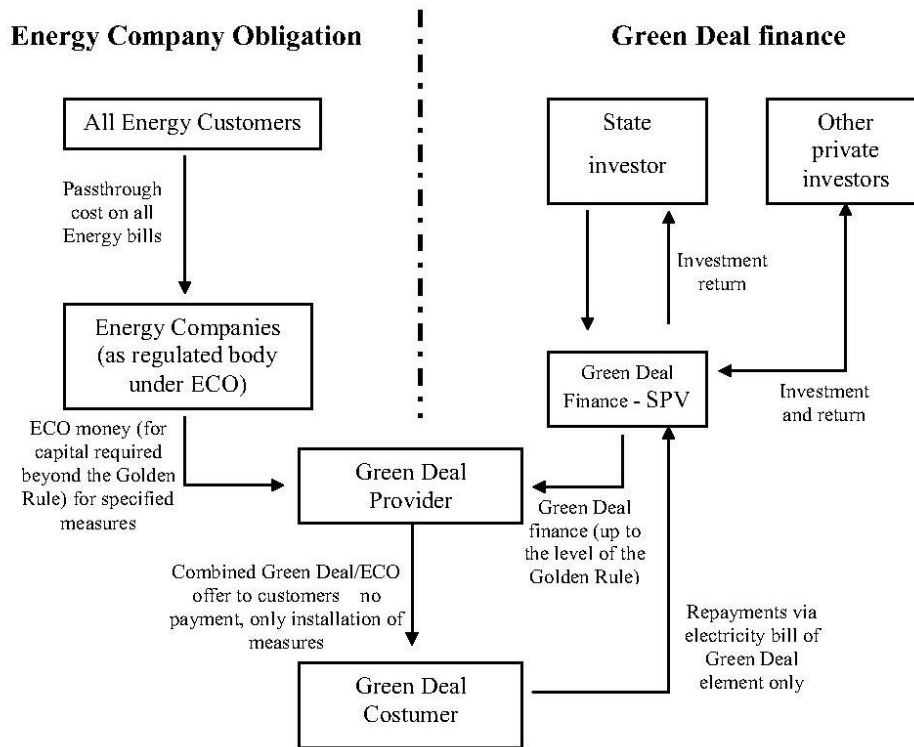 Energy Company Obligation
Green Deal finance
All Energy Customers
State
investor
Other
private
investors
Passthrough
cost on all
Energy bills
Investment
return
Energy Companies
(as regulated body
under ECO)
Green Deal
Finance - SPV
Investment
and return
ECO money (for
capital required
beyond the Golden
Rule) for specified
measures
Green Deal
Provider
Green Deal
finance (up to
the level of the
Golden Rule)
Combined Green Deal/ECO
offer to customers no
payment, only installation of
measures
Repayments via
electricity bill of
Green Deal
element only
Green Deal
Costumer